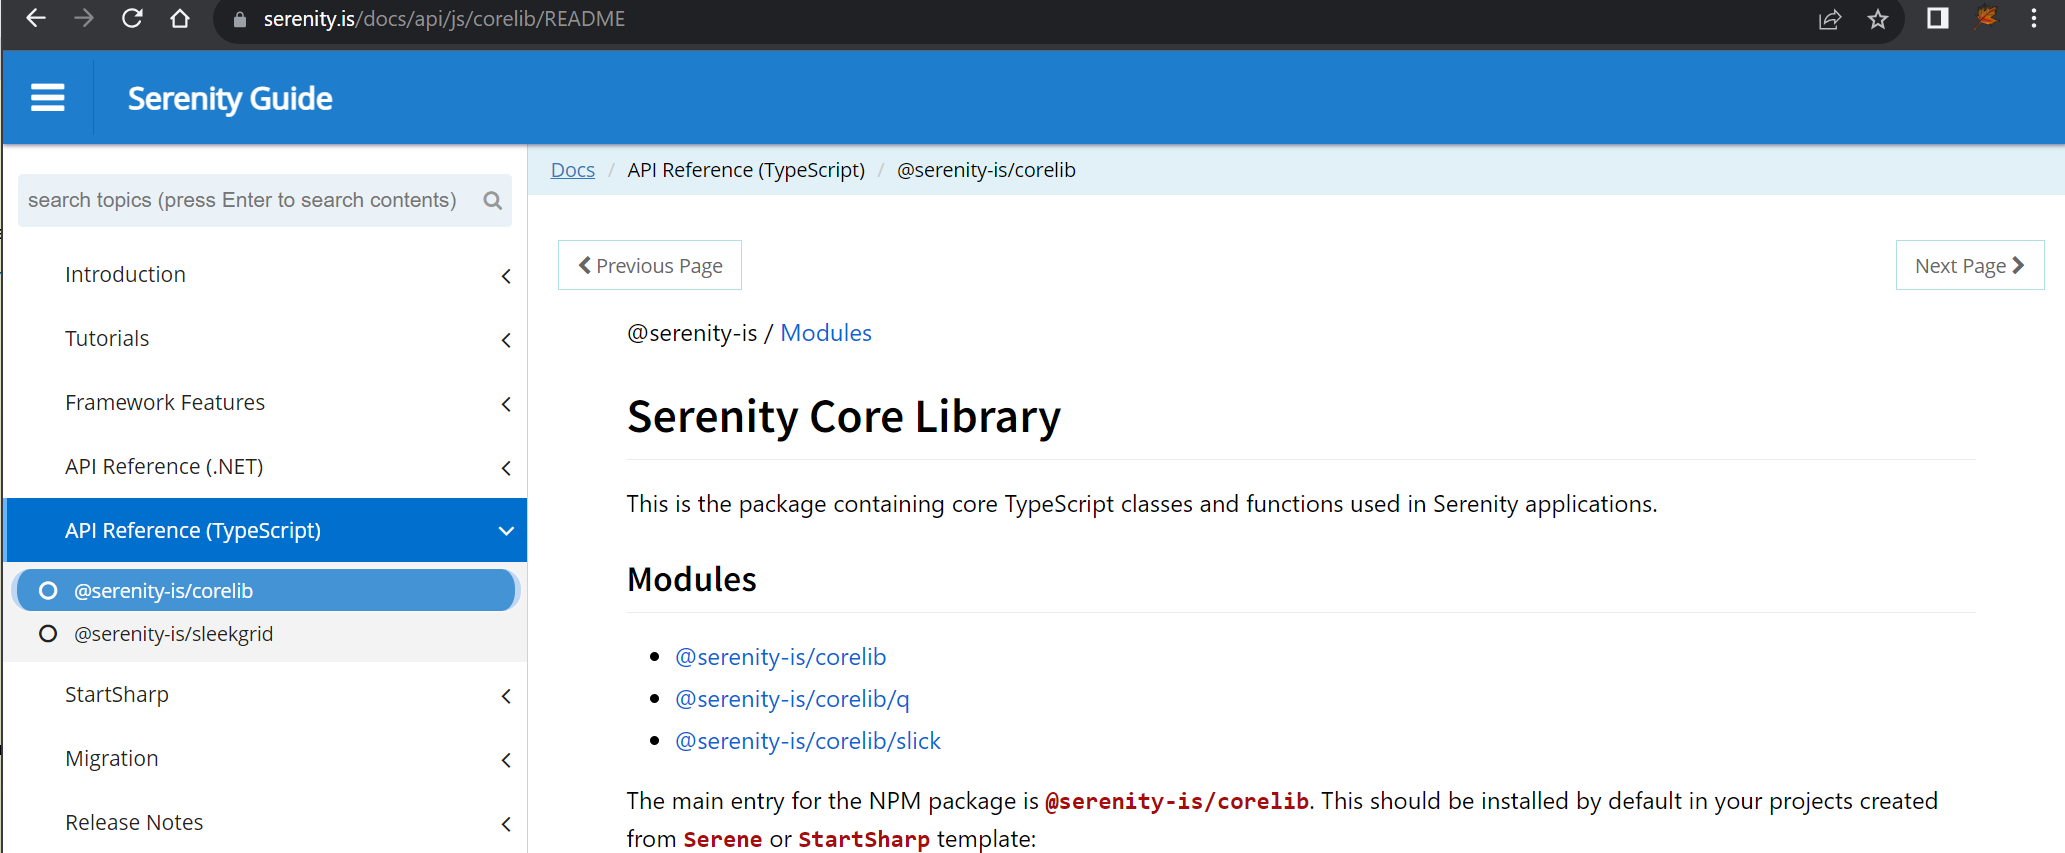 serenity.is/docs/api/js/corelib/README
Serenity Guide
search topics (press Enter to search contents)
Introduction
Tutorials
Framework Features
API Reference (.NET)
API Reference (TypeScript)
@serenity-is/corelib
@serenity-is/sleekgrid
StartSharp
Migration
Release Notes
Docs / API Reference (TypeScript) / @serenity-is/corelib
Previous Page
Next Page
@serenity-is / Modules
Serenity Core Library
This is the package containing core TypeScript classes and functions used in Serenity applications.
Modules
@serenity-is/corelib
@serenity-is/corelib/q
@serenity-is/corelib/slick
The main entry for the NPM package is @serenity-is/corelib. This should be installed by default in your projects created
from Serene or StartSharp template: